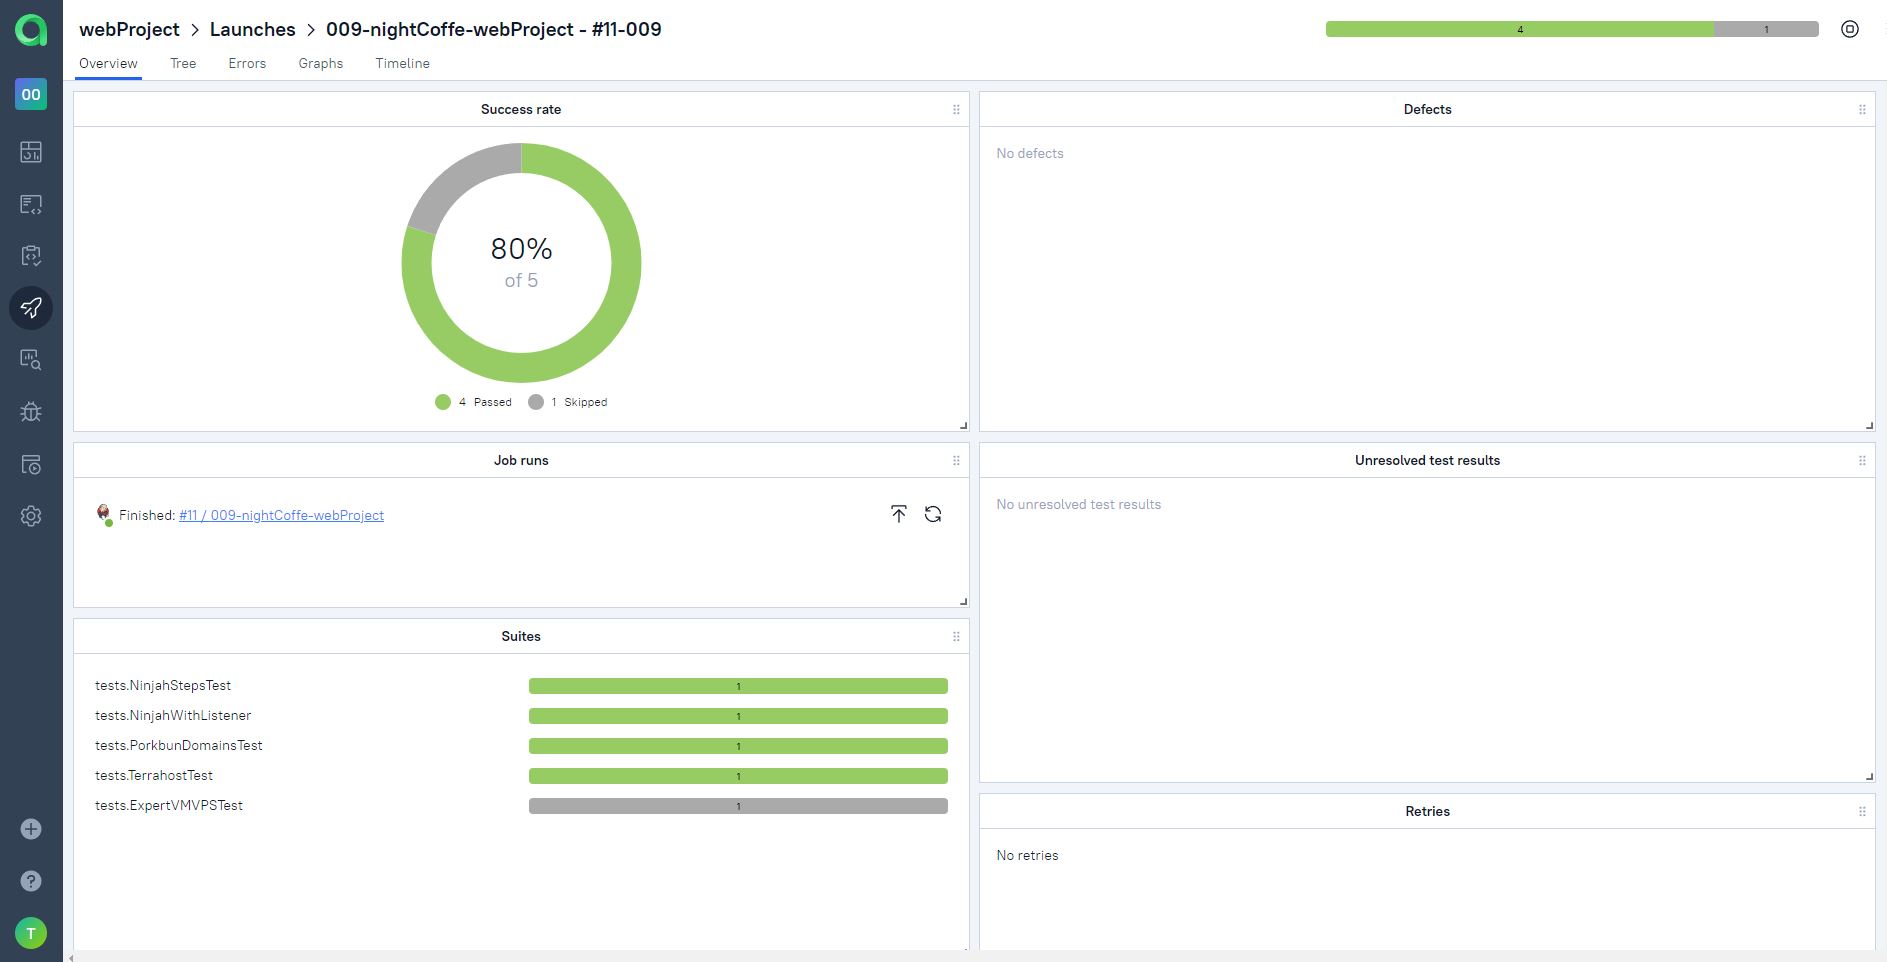 webProject > Launches > 009-nightCoffe-webProject - #11-009
4 1
00
Overview Tree Errors Graphs Timeline
Success rate
80%
of 5
4 Passed 1 Skipped
Defects
No defects
Job runs
Finished: #11 / 009-nightCoffe-webProject
Unresolved test results
No unresolved test results
Suites
tests.NinjahStepsTest 1
tests.NinjahWithListener 1
tests.PorkbunDomainsTest 1
tests.TerrahostTest 1
tests.ExpertVMVPSTest 1
Retries
No retries
?
T